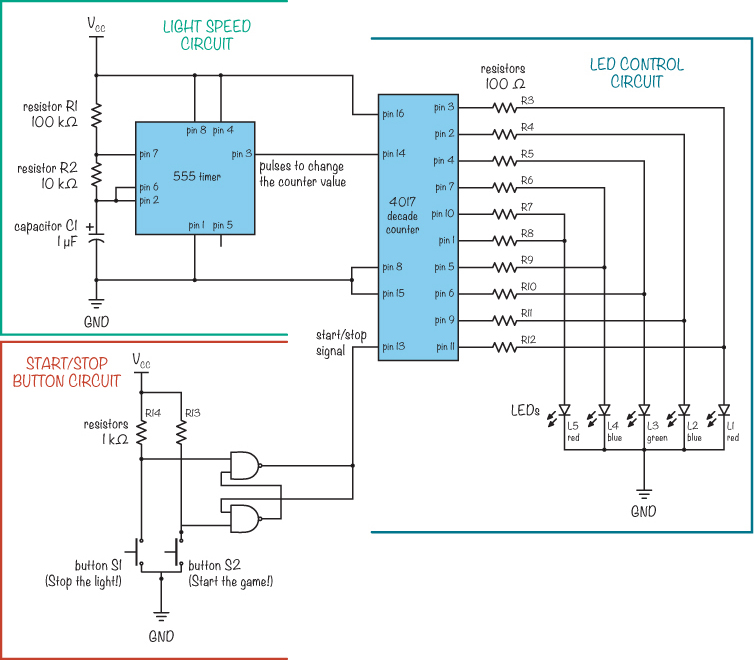 LIGHT SPEED
CIRCUIT
VCC
resistor R1
100 kΩ
resistor R2
10 kΩ
capacitor C1
1 µF
+
GND
pin 8 pin 4
pin 7
pin 3
555 timer
pin 6
pin 2
pin 1 pin 5
pulses to change
the counter value
LED CONTROL
CIRCUIT
resistors
100 Ω
pin 16
pin 14
4017
decade
counter
pin 8
pin 15
pin 13
pin 3
pin 2
pin 4
pin 7
pin 10
pin 1
pin 5
pin 6
pin 9
pin 11
R3
R4
R5
R6
R7
R8
R9
R10
R11
R12
LEDs
L5
red
L4
blue
L3
green
L2
blue
L1
red
GND
start/stop
signal
START/STOP
BUTTON CIRCUIT
VCC
resistors
1 kΩ
R14
R13
button S1
(Stop the light!)
button S2
(Start the game!)
GND